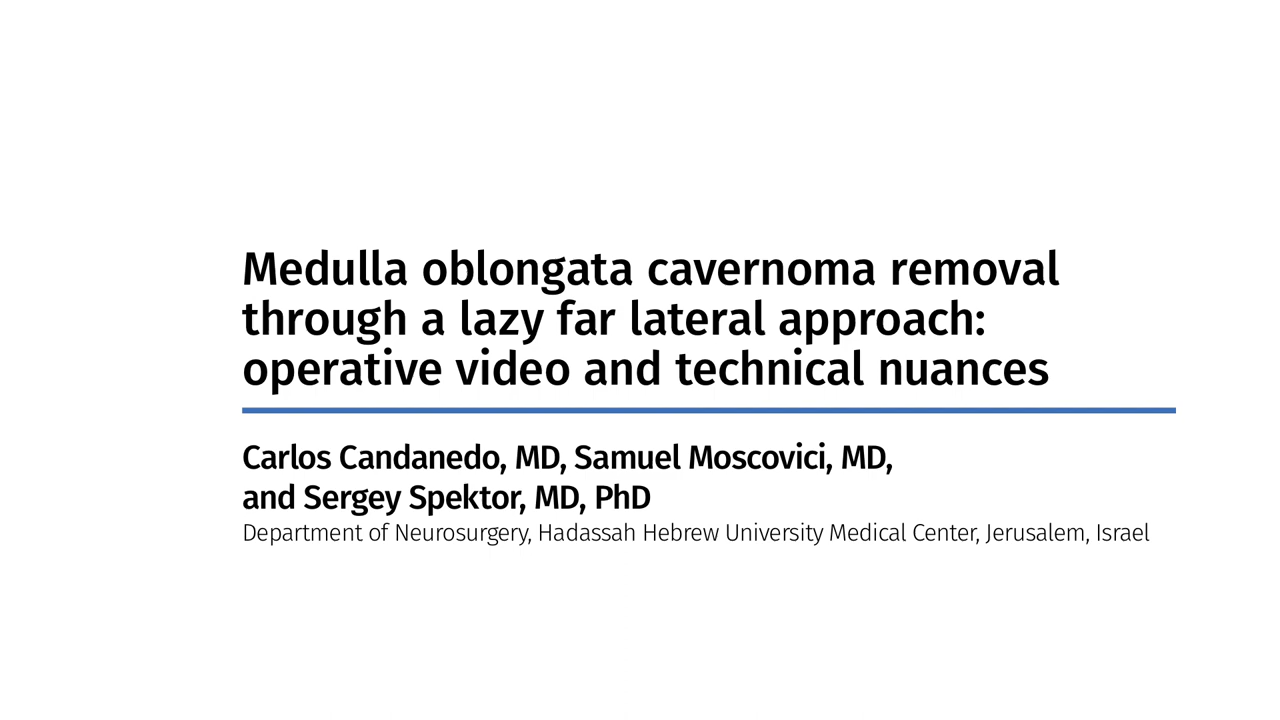 Medulla oblongata cavernoma removal
through a lazy far lateral approach:
operative video and technical nuances
Carlos Candanedo, MD, Samuel Moscovici, MD,
and Sergey Spektor, MD, PhD
Department of Neurosurgery, Hadassah Hebrew University Medical Center, Jerusalem, Israel